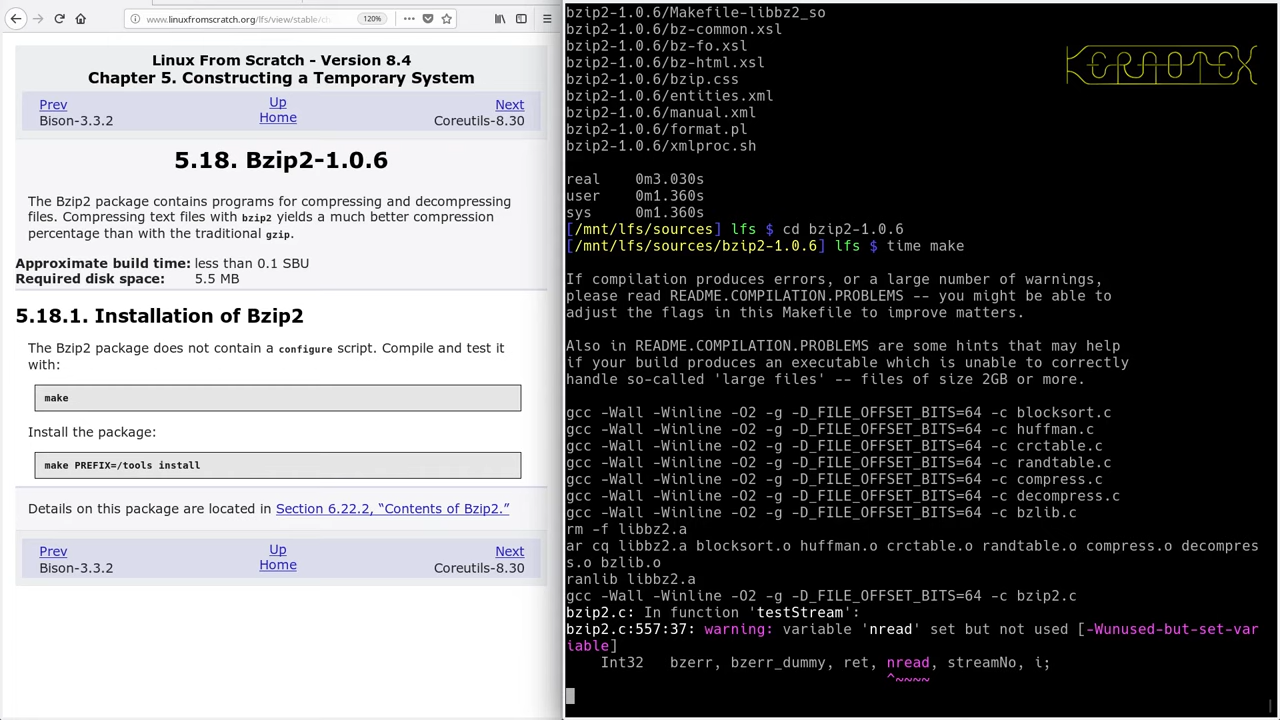 www.linuxfromscratch.org/lfs/view/stable/ch
120%
Linux From Scratch - Version 8.4
Chapter 5. Constructing a Temporary System
Prev Up Next
Bison-3.3.2 Home Coreutils-8.30
5.18. Bzip2-1.0.6
The Bzip2 package contains programs for compressing and decompressing
files. Compressing text files with bzip2 yields a much better compression
percentage than with the traditional gzip.
Approximate build time: less than 0.1 SBU
Required disk space: 5.5 MB
5.18.1. Installation of Bzip2
The Bzip2 package does not contain a configure script. Compile and test it
with:
make
Install the package:
make PREFIX=/tools install
Details on this package are located in Section 6.22.2, “Contents of Bzip2.”
Prev Up Next
Bison-3.3.2 Home Coreutils-8.30
bzip2-1.0.6/Makefile-libbz2_so
bzip2-1.0.6/bz-common.xsl
bzip2-1.0.6/bz-fo.xsl
bzip2-1.0.6/bz-html.xsl
bzip2-1.0.6/bzip.css
bzip2-1.0.6/entities.xml
bzip2-1.0.6/manual.xml
bzip2-1.0.6/format.pl
bzip2-1.0.6/xmlproc.sh
KERAOTEX
real 0m3.030s
user 0m1.360s
sys 0m1.360s
[/mnt/lfs/sources] lfs $ cd bzip2-1.0.6
[/mnt/lfs/sources/bzip2-1.0.6] lfs $ time make
If compilation produces errors, or a large number of warnings,
please read README.COMPILATION.PROBLEMS -- you might be able to
adjust the flags in this Makefile to improve matters.
Also in README.COMPILATION.PROBLEMS are some hints that may help
if your build produces an executable which is unable to correctly
handle so-called 'large files' -- files of size 2GB or more.
gcc -Wall -Winline -O2 -g -D_FILE_OFFSET_BITS=64 -c blocksort.c
gcc -Wall -Winline -O2 -g -D_FILE_OFFSET_BITS=64 -c huffman.c
gcc -Wall -Winline -O2 -g -D_FILE_OFFSET_BITS=64 -c crctable.c
gcc -Wall -Winline -O2 -g -D_FILE_OFFSET_BITS=64 -c randtable.c
gcc -Wall -Winline -O2 -g -D_FILE_OFFSET_BITS=64 -c compress.c
gcc -Wall -Winline -O2 -g -D_FILE_OFFSET_BITS=64 -c decompress.c
gcc -Wall -Winline -O2 -g -D_FILE_OFFSET_BITS=64 -c bzlib.c
rm -f libbz2.a
ar cq libbz2.a blocksort.o huffman.o crctable.o randtable.o compress.o decompres
s.o bzlib.o
ranlib libbz2.a
gcc -Wall -Winline -O2 -g -D_FILE_OFFSET_BITS=64 -c bzip2.c
bzip2.c: In function 'testStream':
bzip2.c:557:37: warning: variable 'nread' set but not used [-Wunused-but-set-var
iable]
Int32 bzerr, bzerr_dummy, ret, nread, streamNo, i;
^~~~~